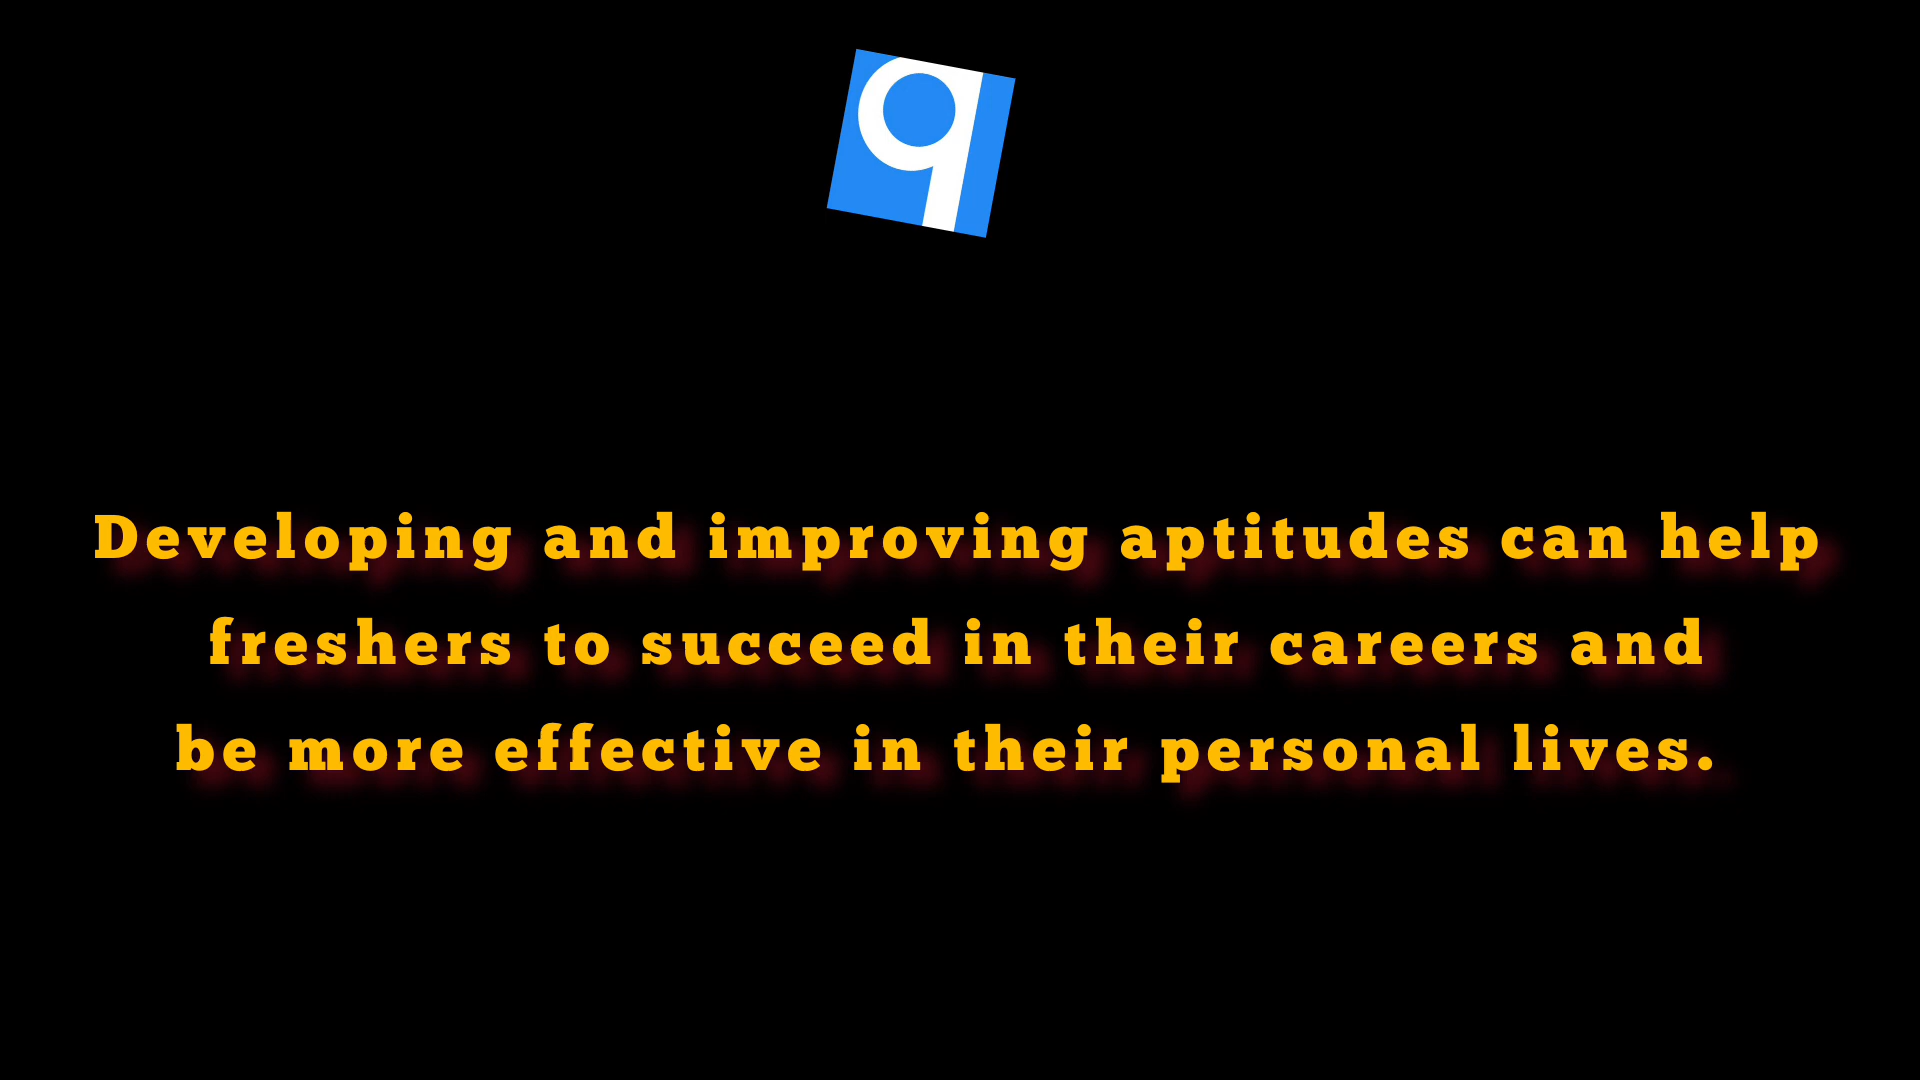 q
Developing and improving aptitudes can help
freshers to succeed in their careers and
be more effective in their personal lives.